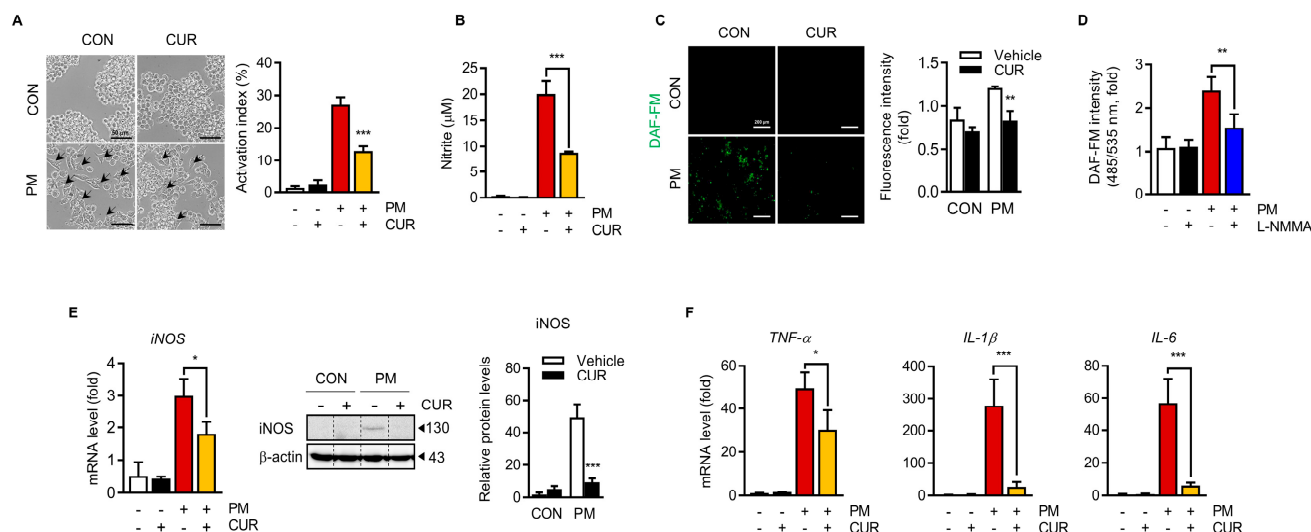 A
CON CUR
CON
PM
50 μm
Activation index (%)
40
30
20
10
0
***
- - + + PM
- + - + CUR
B
Nitrite (μM)
25
20
15
10
5
0
***
- - + + PM
- + - + CUR
C
CON CUR
DAF-FM
CON
PM
200 μm
Fluorescence intensity
(fold)
Vehicle
CUR
1.5
1.0
0.5
0.0
**
CON PM
D
DAF-FM intensity
(485/535 nm, fold)
4
3
2
1
0
**
- - + + PM
- + - + L-NMMA
E
iNOS
mRNA level (fold)
4
3
2
1
0
*
- - + + PM
- + - + CUR
CON PM
- + - + CUR
iNOS 130
β-actin 43
iNOS
Relative protein levels
Vehicle
CUR
80
60
40
20
0
***
CON PM
F
TNF-α
mRNA level (fold)
60
40
20
0
*
- - + + PM
- + - + CUR
IL-1β
400
300
200
100
0
***
- - + + PM
- + - + CUR
IL-6
80
60
40
20
0
***
- - + + PM
- + - + CUR